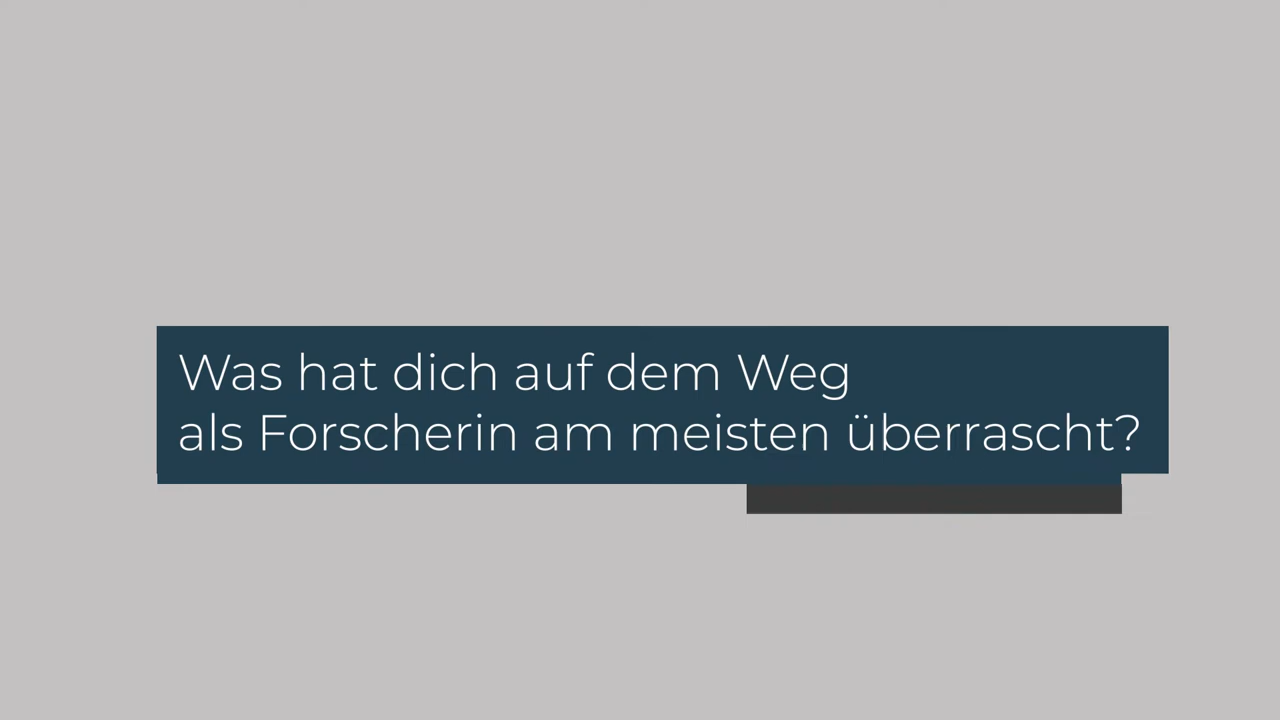 Was hat dich auf dem Weg
als Forscherin am meisten überrascht?